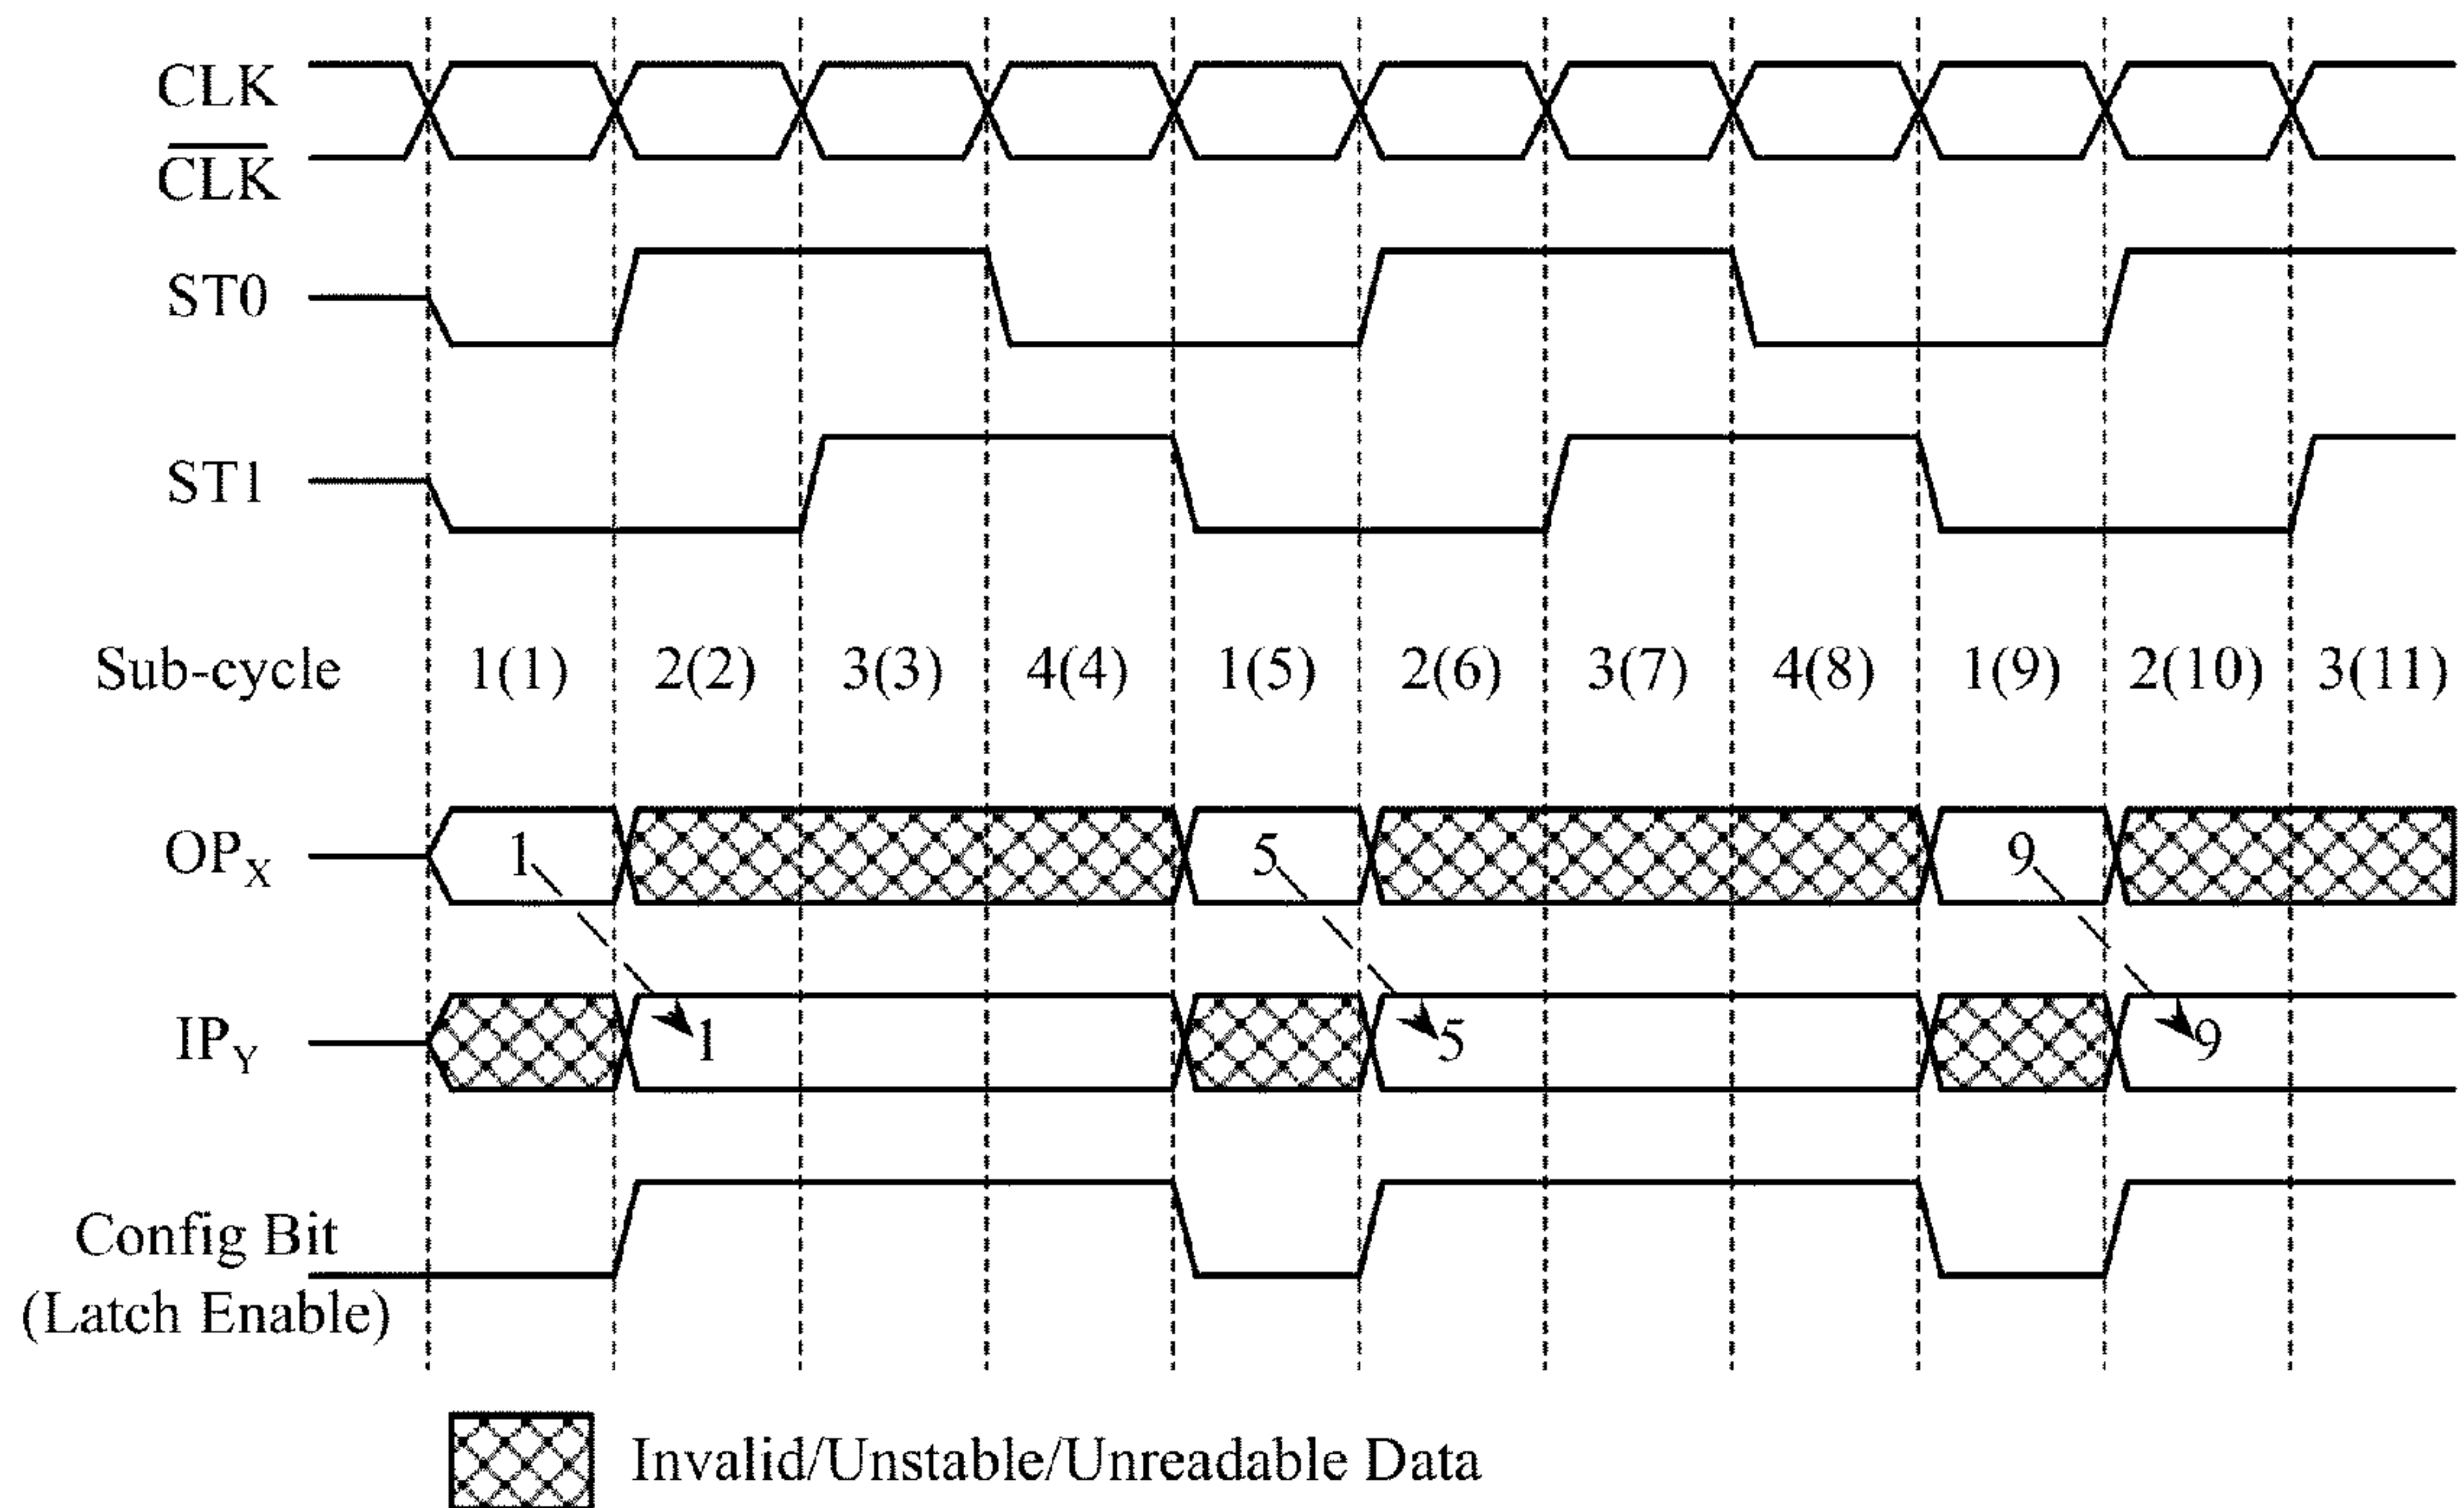 CLK
CLK
ST0
ST1
Sub-cycle 1(1) 2(2) 3(3) 4(4) 1(5) 2(6) 3(7) 4(8) 1(9) 2(10) 3(11)
OPX 1 5 9
IPY 1 5 9
Config Bit
(Latch Enable)
Invalid/Unstable/Unreadable Data